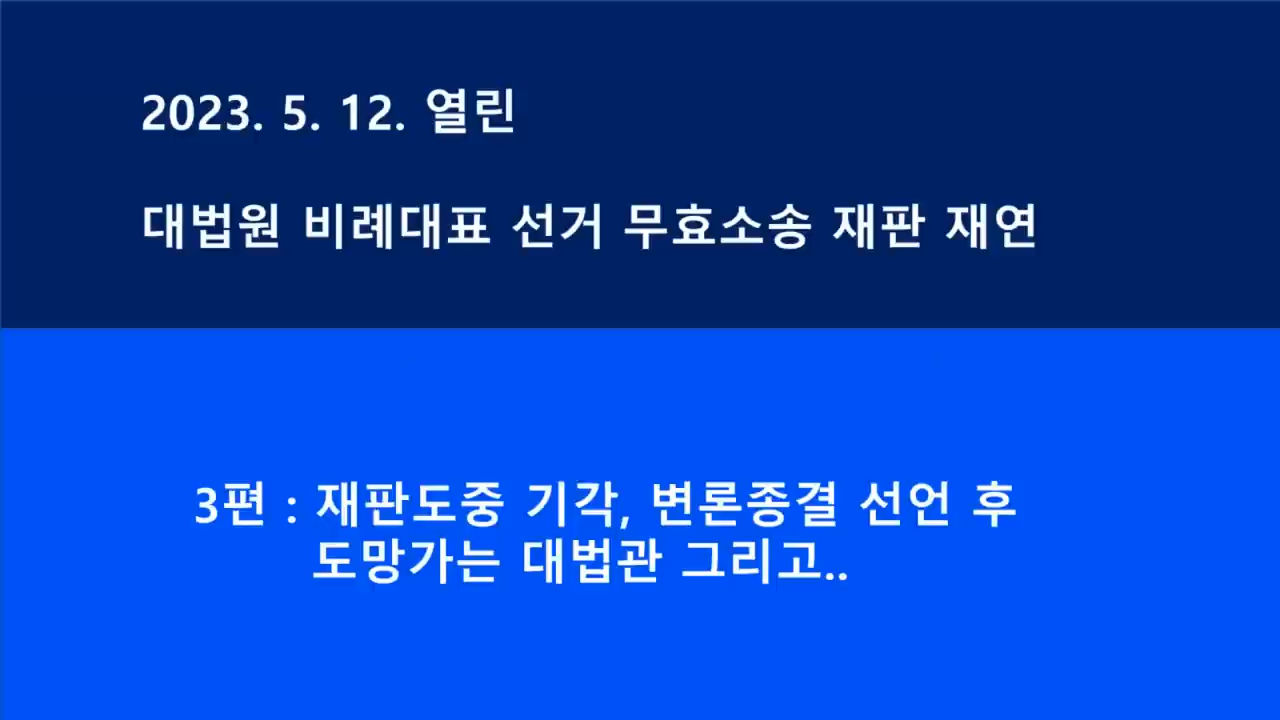 2023. 5. 12. 열린
대법원 비례대표 선거 무효소송 재판 재연
3편 : 재판도중 기각, 변론종결 선언 후
도망가는 대법관 그리고..